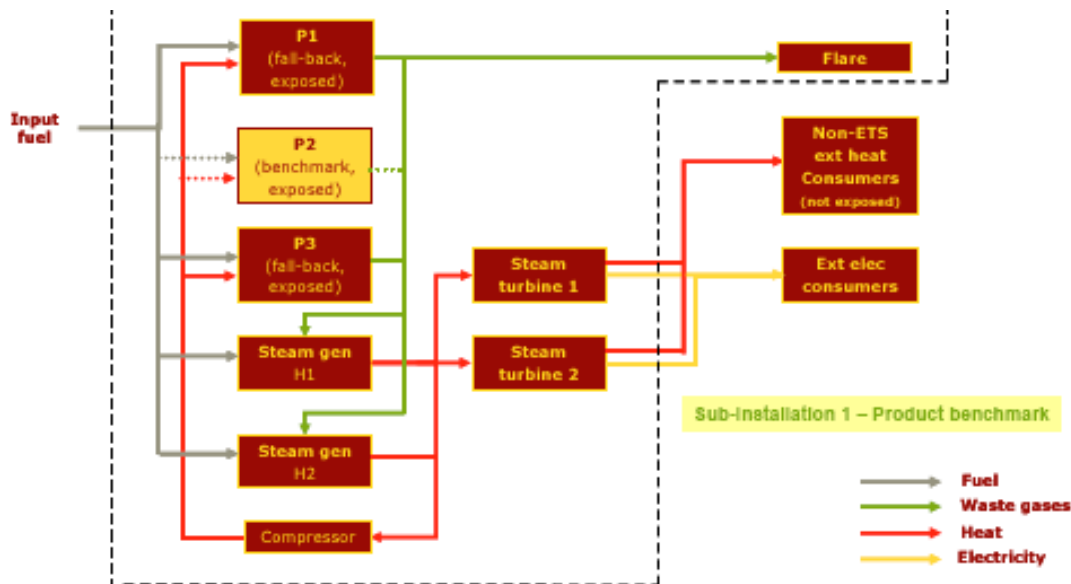 P1
(fall-back,
exposed)
Flare
Input
fuel
P2
(benchmark,
exposed)
Non-ETS
ext heat
Consumers
(not exposed)
P3
(fall-back,
exposed)
Steam
turbine 1
Ext elec
consumers
Steam gen
H1
Steam
turbine 2
Sub-installation 1 – Product benchmark
Steam gen
H2
Fuel
Waste gases
Heat
Electricity
Compressor